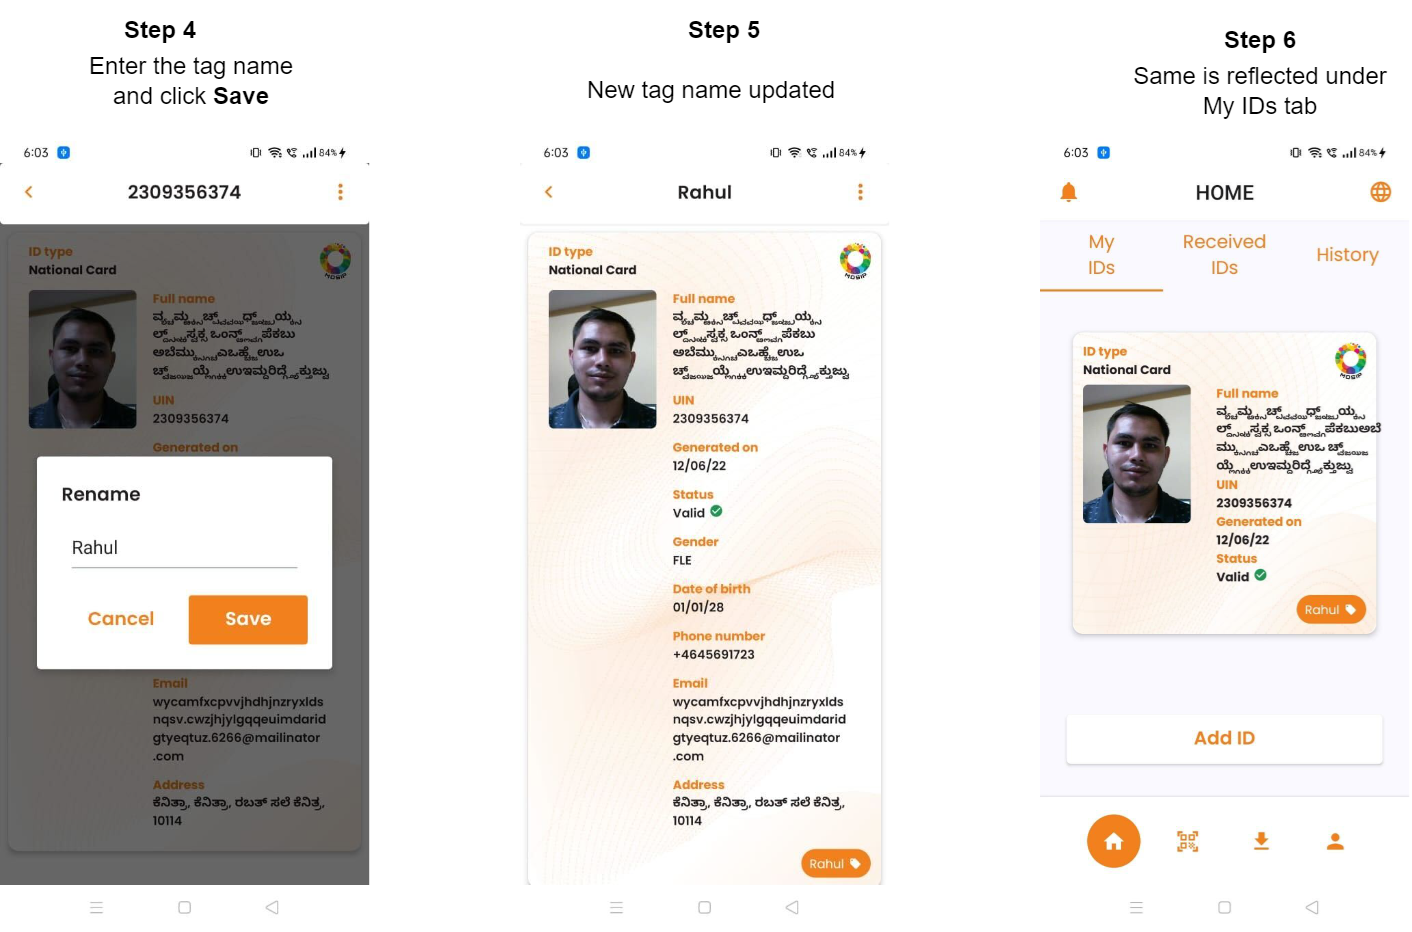 Step 4
Enter the tag name
and click Save
6:03
84%
2309356374
ID type
National Card
MOSIP
Full name
UIN
2309356374
Generated on
Rename
Rahul
Cancel
Save
Email
wycamfxcpvvjhdhjnzryxlds
nqsv.cwzjhjylgqqeuimdarid
gtyeqtuz.6266@mailinator
.com
Address
ಕೆನಿತ್ರಾ, ಕೆನಿತ್ರಾ, ರಬತ್ ಸಲೆ ಕೆನಿತ್ರ,
10114
Step 5
New tag name updated
6:03
84%
Rahul
ID type
National Card
MOSIP
Full name
UIN
2309356374
Generated on
12/06/22
Status
Valid
Gender
FLE
Date of birth
01/01/28
Phone number
+4645691723
Email
wycamfxcpvvjhdhjnzryxlds
nqsv.cwzjhjylgqqeuimdarid
gtyeqtuz.6266@mailinator
.com
Address
ಕೆನಿತ್ರಾ, ಕೆನಿತ್ರಾ, ರಬತ್ ಸಲೆ ಕೆನಿತ್ರ,
10114
Rahul
Step 6
Same is reflected under
My IDs tab
6:03
84%
HOME
My
IDs
Received
IDs
History
ID type
National Card
MOSIP
Full name
UIN
2309356374
Generated on
12/06/22
Status
Valid
Rahul
Add ID